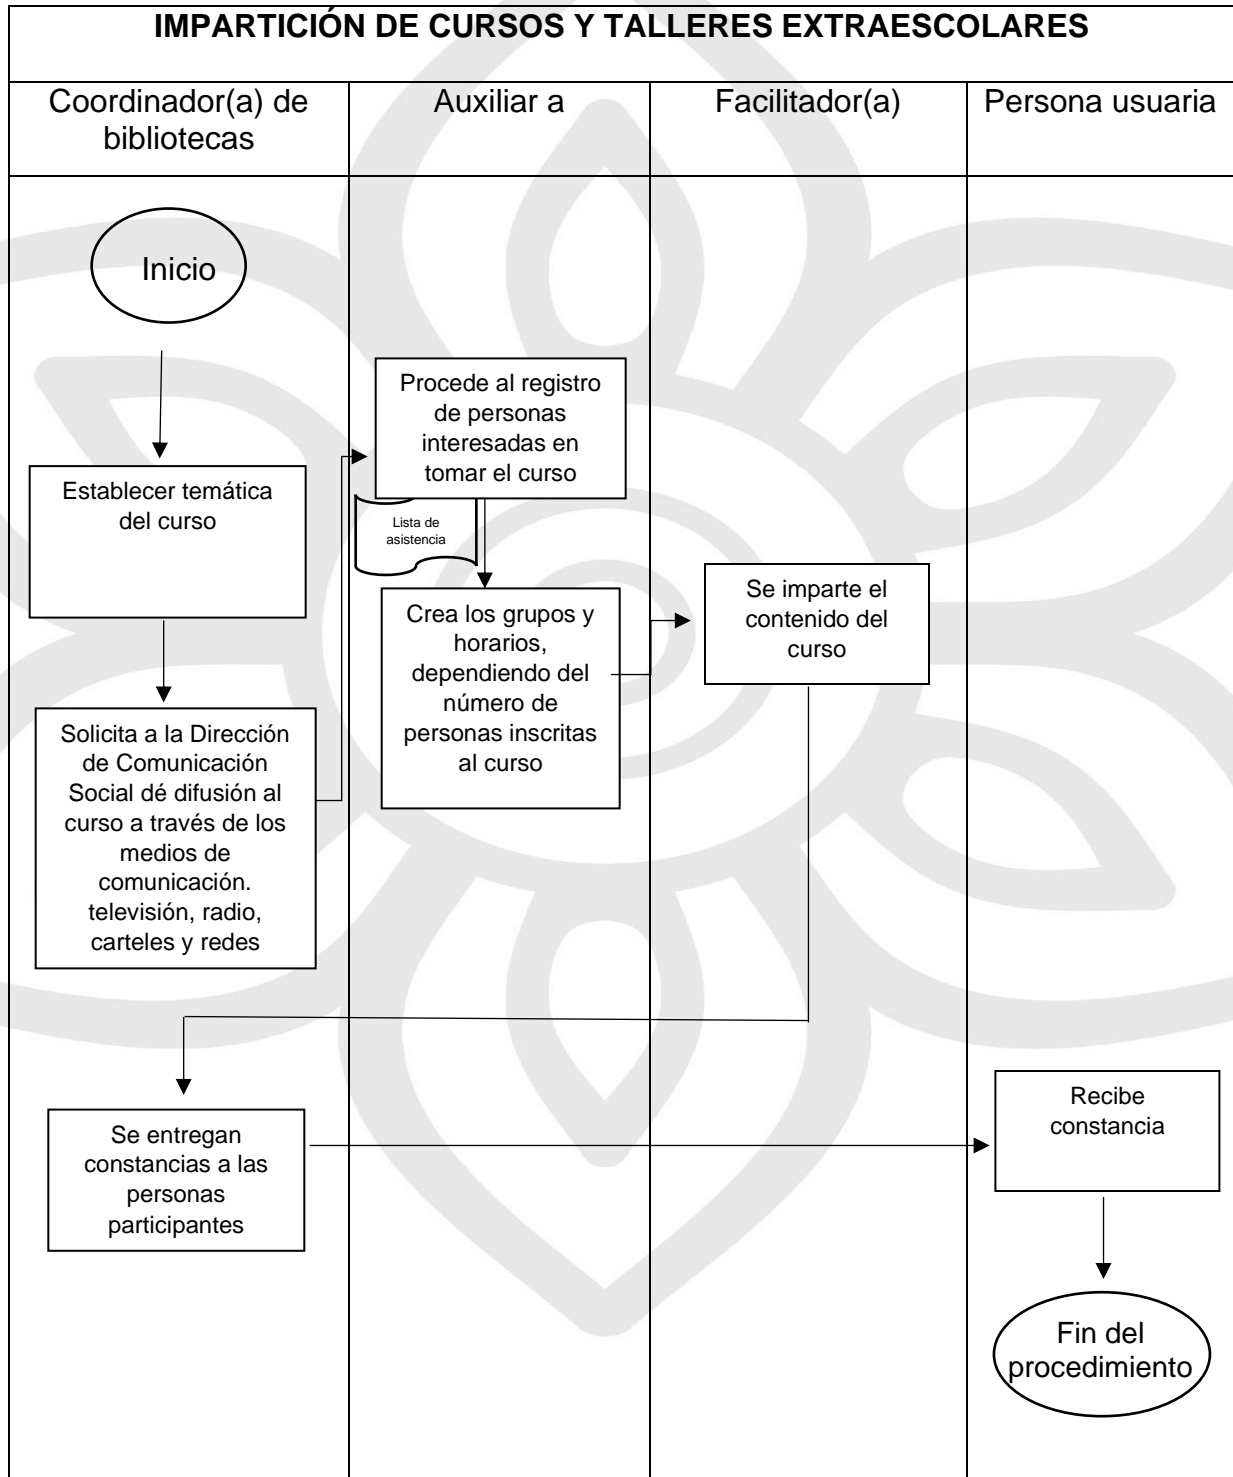 IMPARTICIÓN DE CURSOS Y TALLERES EXTRAESCOLARES
Coordinador(a) de
bibliotecas
Auxiliar a
Facilitador(a)
Persona usuaria
Inicio
Establecer temática
del curso
Solicita a la Dirección
de Comunicación
Social dé difusión al
curso a través de los
medios de
comunicación.
televisión, radio,
carteles y redes
Procede al registro
de personas
interesadas en
tomar el curso
Lista de
asistencia
Crea los grupos y
horarios,
dependiendo del
número de
personas inscritas
al curso
Se imparte el
contenido del
curso
Se entregan
constancias a las
personas
participantes
Recibe
constancia
Fin del
procedimiento